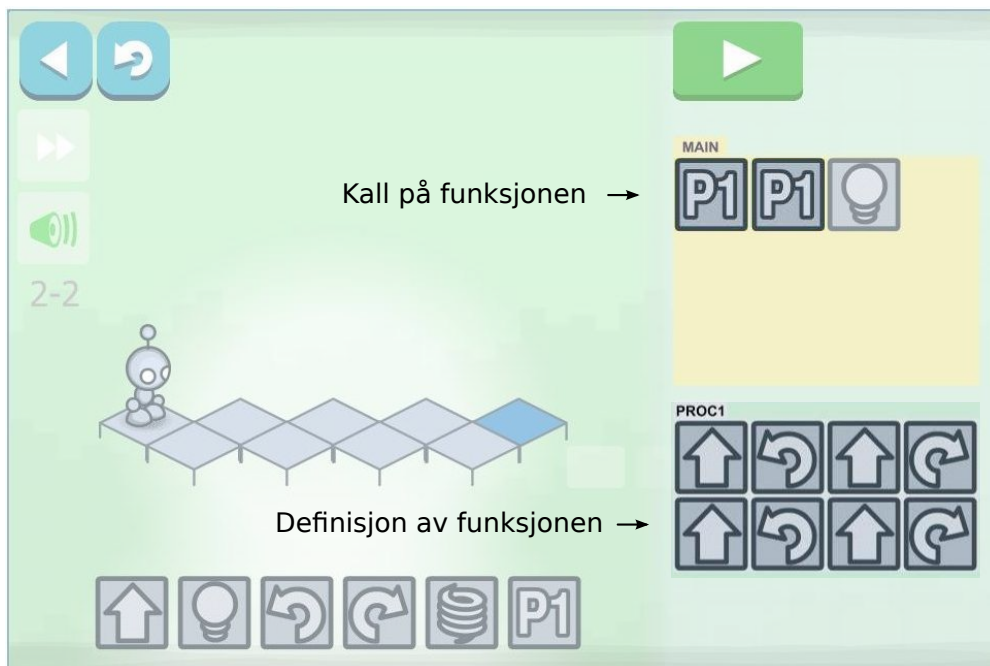 MAIN
P1 P1
Kall på funksjonen →
2-2
PROC1
Definisjon av funksjonen →
P1